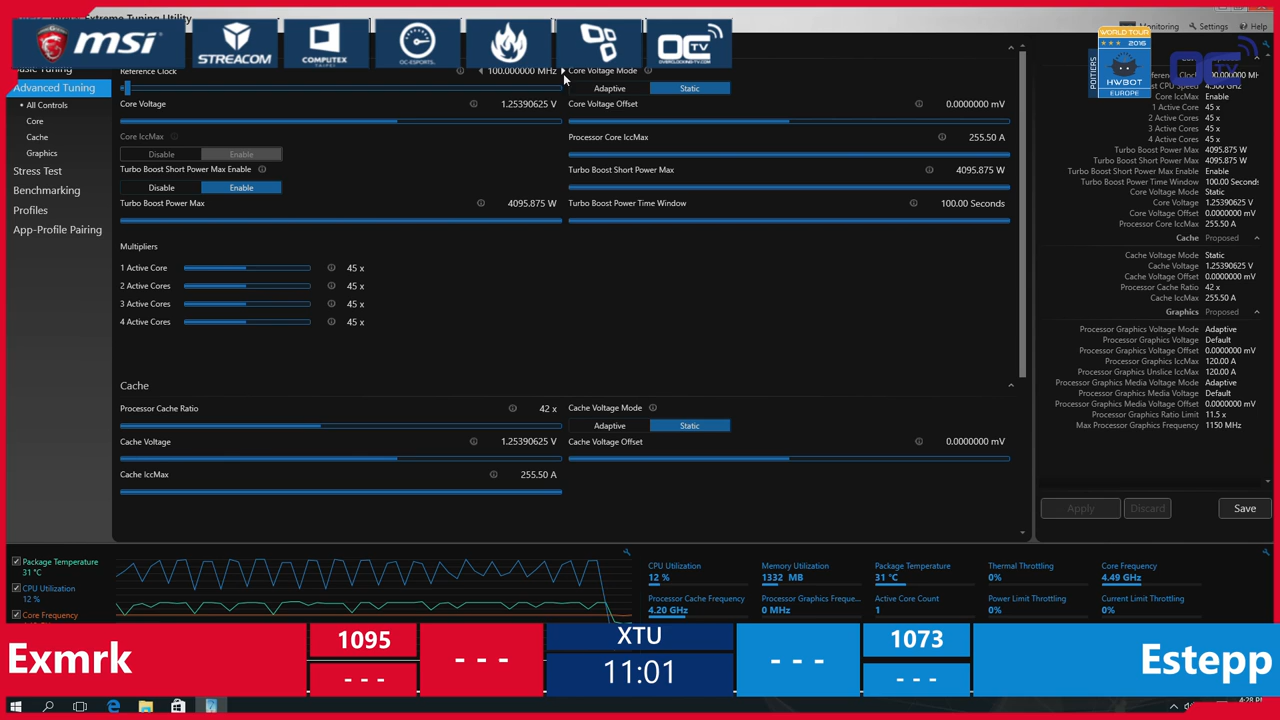 Extreme Tuning Utility
Monitoring Settings Help
msi
STREACOM
COMPUTEX
TAIPEI
OC-ESPORTS
OC TV
OVERCLOCKING-TV.COM
WORLD TOUR
2016
POITIERS
HWBOT
EUROPE
OC TV
Basic Tuning
Advanced Tuning
All Controls
Core
Cache
Graphics
Stress Test
Benchmarking
Profiles
App-Profile Pairing
Reference Clock 100.000000 MHz
Core Voltage Mode
Adaptive Static
Core Voltage 1.25390625 V
Core Voltage Offset 0.0000000 mV
Core IccMax
Disable Enable
Processor Core IccMax 255.50 A
Turbo Boost Short Power Max Enable
Disable Enable
Turbo Boost Short Power Max 4095.875 W
Turbo Boost Power Max 4095.875 W
Turbo Boost Power Time Window 100.00 Seconds
Multipliers
1 Active Core 45 x
2 Active Cores 45 x
3 Active Cores 45 x
4 Active Cores 45 x
Cache
Processor Cache Ratio 42 x
Cache Voltage Mode
Adaptive Static
Cache Voltage 1.25390625 V
Cache Voltage Offset 0.0000000 mV
Cache IccMax 255.50 A
Core IccMax Enable
1 Active Core 45 x
2 Active Cores 45 x
3 Active Cores 45 x
4 Active Cores 45 x
Turbo Boost Power Max 4095.875 W
Turbo Boost Short Power Max 4095.875 W
Turbo Boost Short Power Max Enable Enable
Turbo Boost Power Time Window 100.00 Seconds
Core Voltage Mode Static
Core Voltage 1.25390625 V
Core Voltage Offset 0.0000000 mV
Processor Core IccMax 255.50 A
Cache Proposed
Cache Voltage Mode Static
Cache Voltage 1.25390625 V
Cache Voltage Offset 0.0000000 mV
Processor Cache Ratio 42 x
Cache IccMax 255.50 A
Graphics Proposed
Processor Graphics Voltage Mode Adaptive
Processor Graphics Voltage Default
Processor Graphics Voltage Offset 0.0000000 mV
Processor Graphics IccMax 120.00 A
Processor Graphics Unslice IccMax 120.00 A
Processor Graphics Media Voltage Mode Adaptive
Processor Graphics Media Voltage Default
Processor Graphics Media Voltage Offset 0.0000000 mV
Processor Graphics Ratio Limit 11.5 x
Max Processor Graphics Frequency 1150 MHz
Apply Discard Save
Package Temperature
31 °C
CPU Utilization
12 %
Core Frequency
CPU Utilization
12 %
Memory Utilization
1332 MB
Package Temperature
31 °C
Thermal Throttling
0%
Core Frequency
4.49 GHz
Processor Cache Frequency
4.20 GHz
Processor Graphics Freque...
0 MHz
Active Core Count
1
Power Limit Throttling
0%
Current Limit Throttling
0%
Exmrk
1095
- - -
- - -
XTU
11:01
- - -
1073
- - -
Estepp